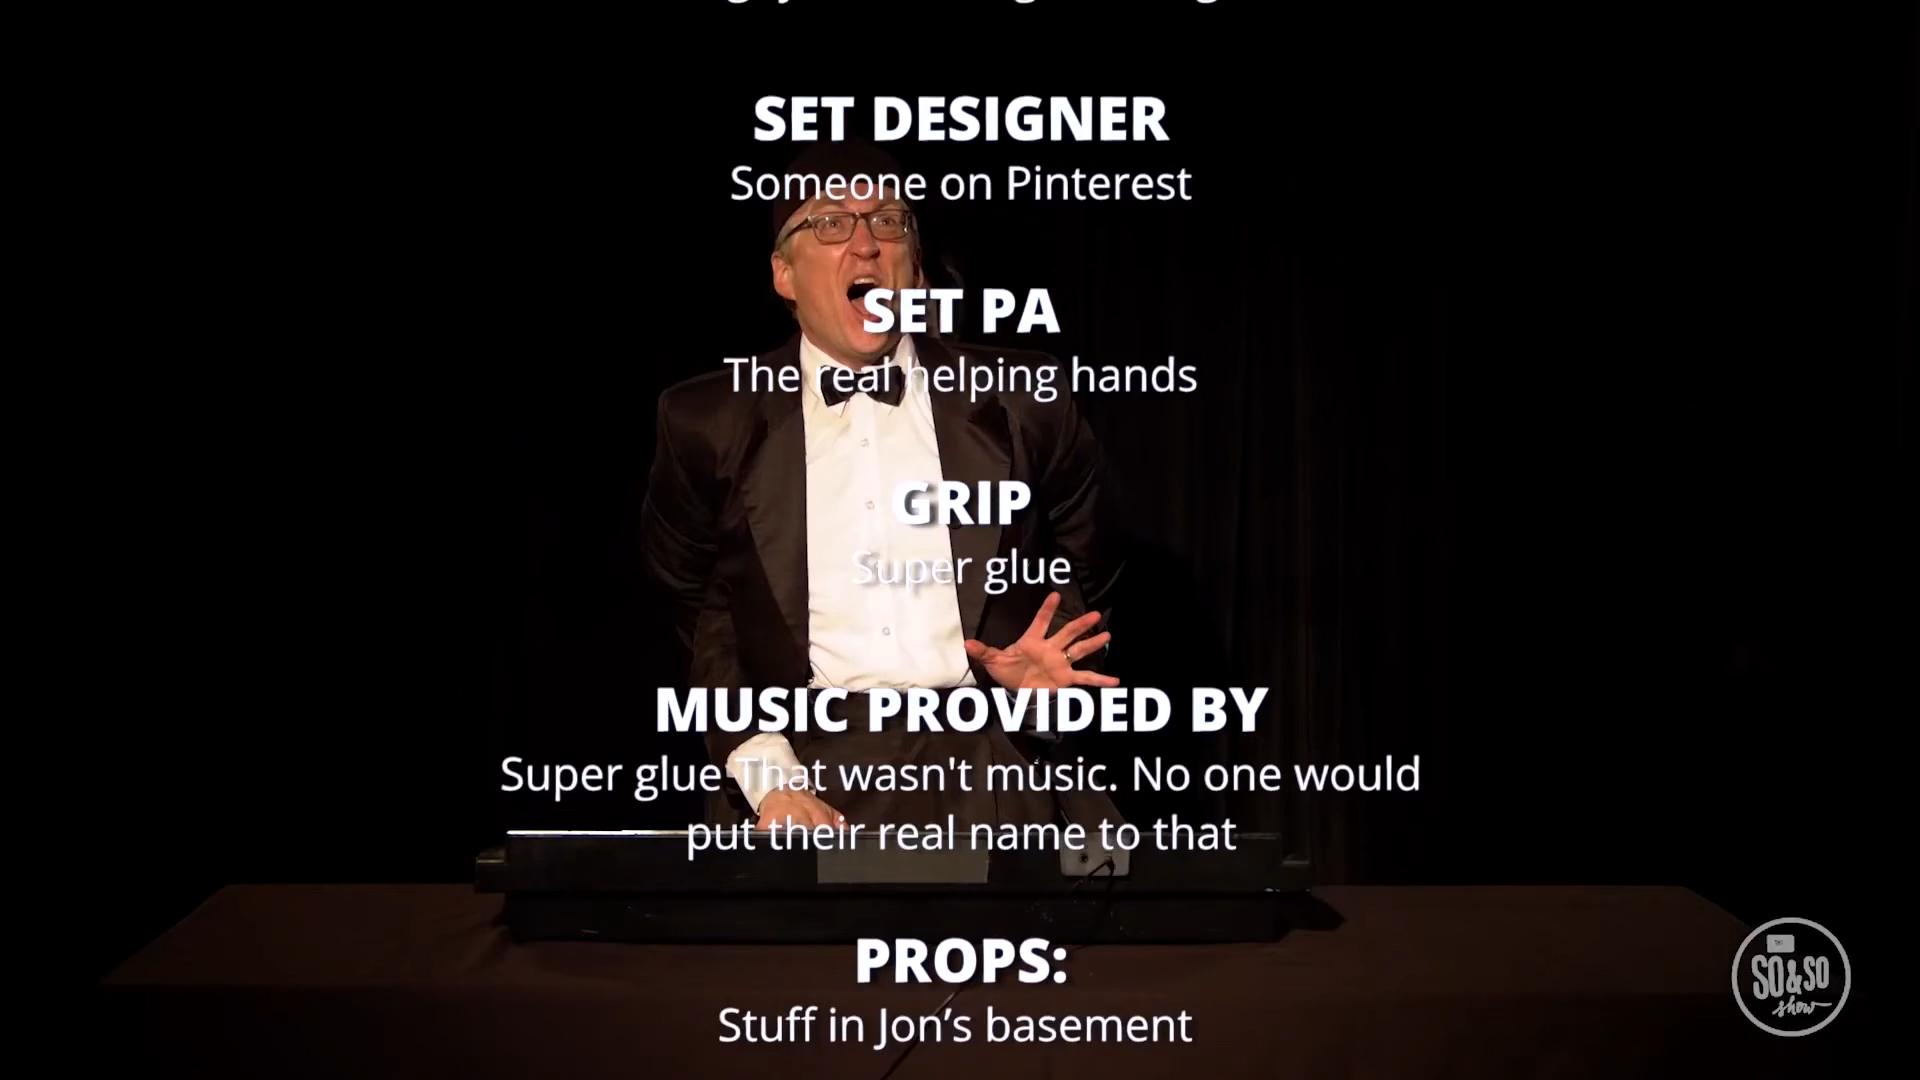 SET DESIGNER
Someone on Pinterest
SET PA
The real helping hands
GRIP
Super glue
MUSIC PROVIDED BY
Super glue That wasn't music. No one would
put their real name to that
PROPS:
Stuff in Jon’s basement
SO & SO
show